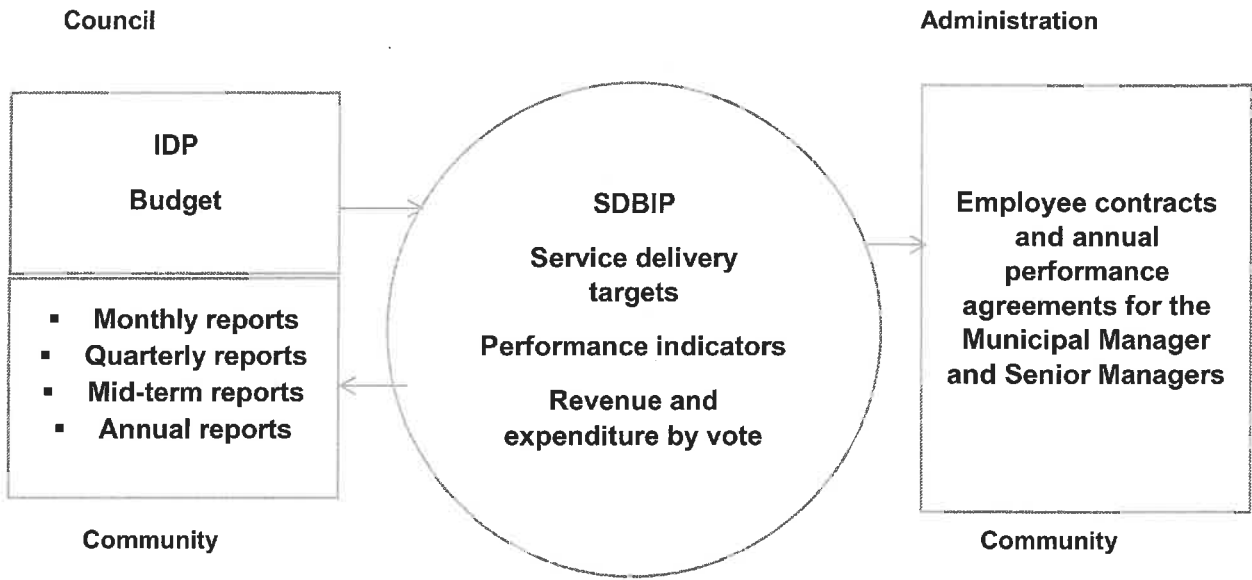 Council
Administration
IDP
Budget
▪ Monthly reports
▪ Quarterly reports
▪ Mid-term reports
▪ Annual reports
SDBIP
Service delivery
targets
Performance indicators
Revenue and
expenditure by vote
Employee contracts
and annual
performance
agreements for the
Municipal Manager
and Senior Managers
Community
Community